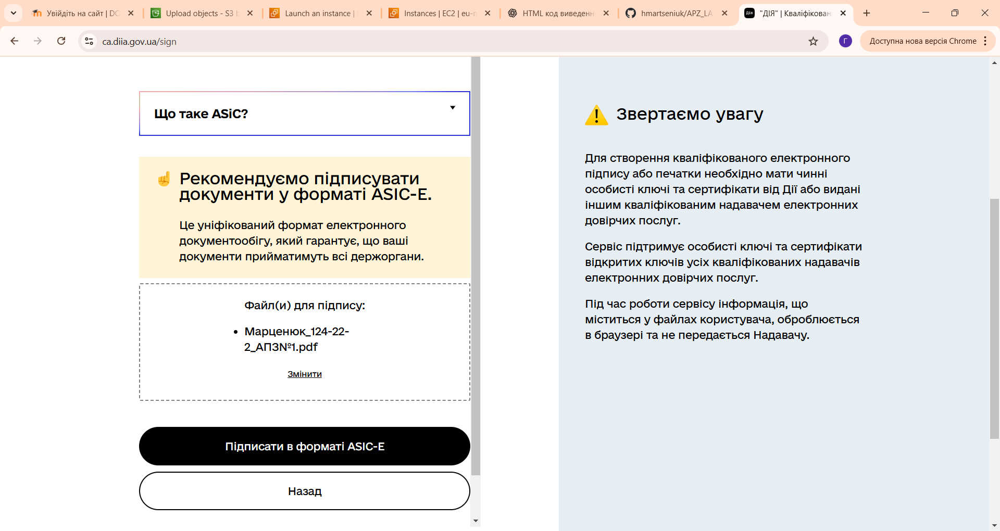 Увійдіть на сайт | DO
Upload objects - S3 b
Launch an instance |
Instances | EC2 | eu-n
HTML код виведенн
hmartseniuk/APZ_LA
Дія
"ДІЯ" | Кваліфікован
ca.diia.gov.ua/sign
Г
Доступна нова версія Chrome
Що таке ASiC?
Рекомендуємо підписувати
документи у форматі ASIC-E.
Це уніфікований формат електронного
документообігу, який гарантує, що ваші
документи прийматимуть всі держоргани.
Файл(и) для підпису:
Марценюк_124-22-
2_АПЗ№1.pdf
Змінити
Підписати в форматі ASIC-E
Назад
Звертаємо увагу
Для створення кваліфікованого електронного
підпису або печатки необхідно мати чинні
особисті ключі та сертифікати від Дії або видані
іншим кваліфікованим надавачем електронних
довірчих послуг.
Сервіс підтримує особисті ключі та сертифікати
відкритих ключів усіх кваліфікованих надавачів
електронних довірчих послуг.
Під час роботи сервісу інформація, що
міститься у файлах користувача, оброблюється
в браузері та не передається Надавачу.